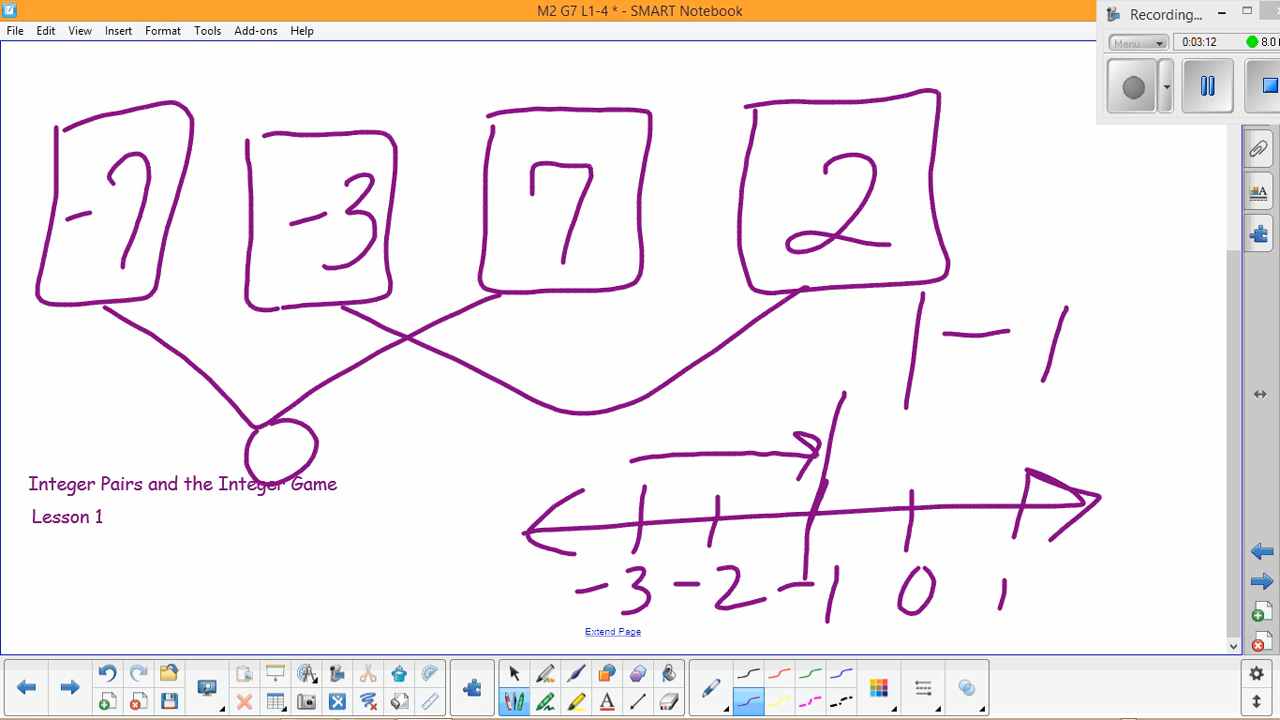 M2 G7 L1-4 * - SMART Notebook
Recording...
File Edit View Insert Format Tools Add-ons Help
Menu 0:03:12 8.0
-7 -3 7 2
|-1
Integer Pairs and the Integer Game
Lesson 1
-3 -2 -1 0 1
Extend Page